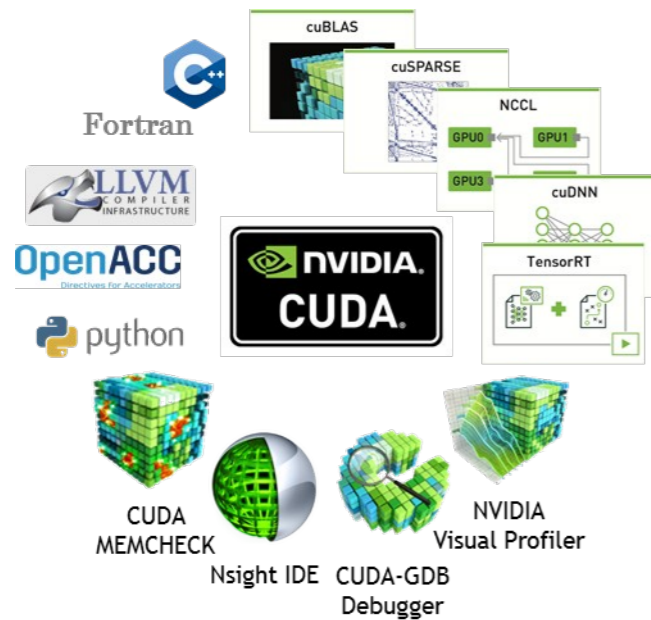 cuBLAS
C++
Fortran
cuSPARSE
NCCL
GPU0
GPU1
GPU3
LLVM
COMPILER
INFRASTRUCTURE
cuDNN
OpenACC
Directives for Accelerators
NVIDIA.
CUDA®
TensorRT
python
CUDA
MEMCHECK
Nsight IDE
CUDA-GDB
Debugger
NVIDIA
Visual Profiler